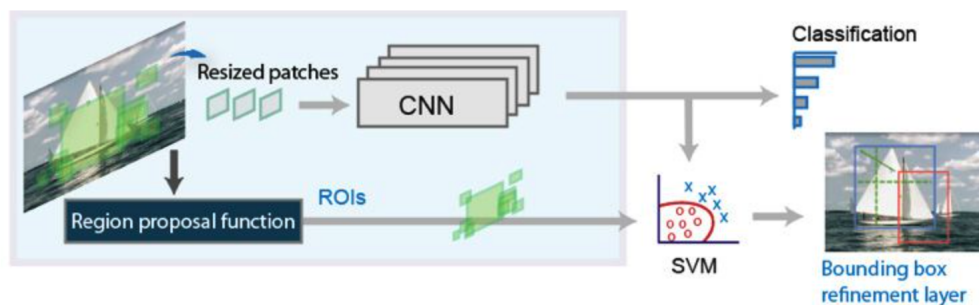 Classification
Resized patches
CNN
ROIs
Region proposal function
SVM
Bounding box
refinement layer